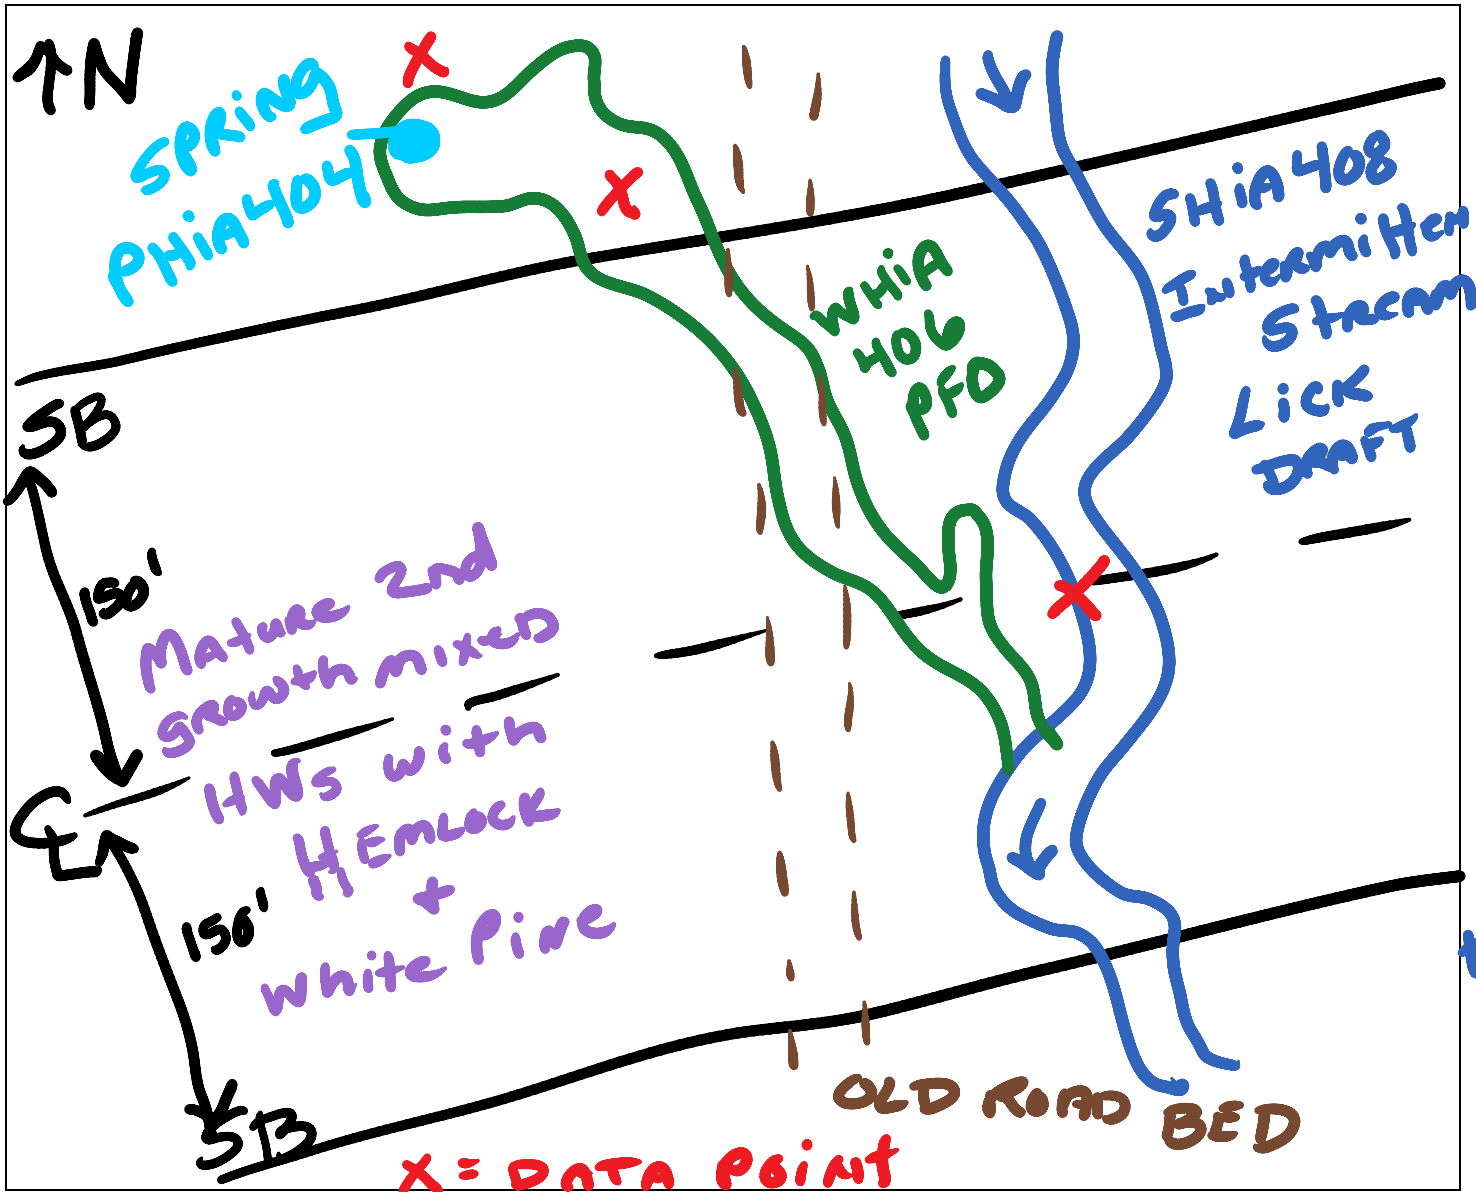 ↑N
SPRING
PHIA404
SHIA408
Intermitten
Stream
Lick
DRAFT
WHIA
406
PFO
SB
150'
Mature 2nd
growth mixed
HWs with
Hemlock
+
white Pine
CL
150'
SB
OLD ROAD BED
X = DATA POINT